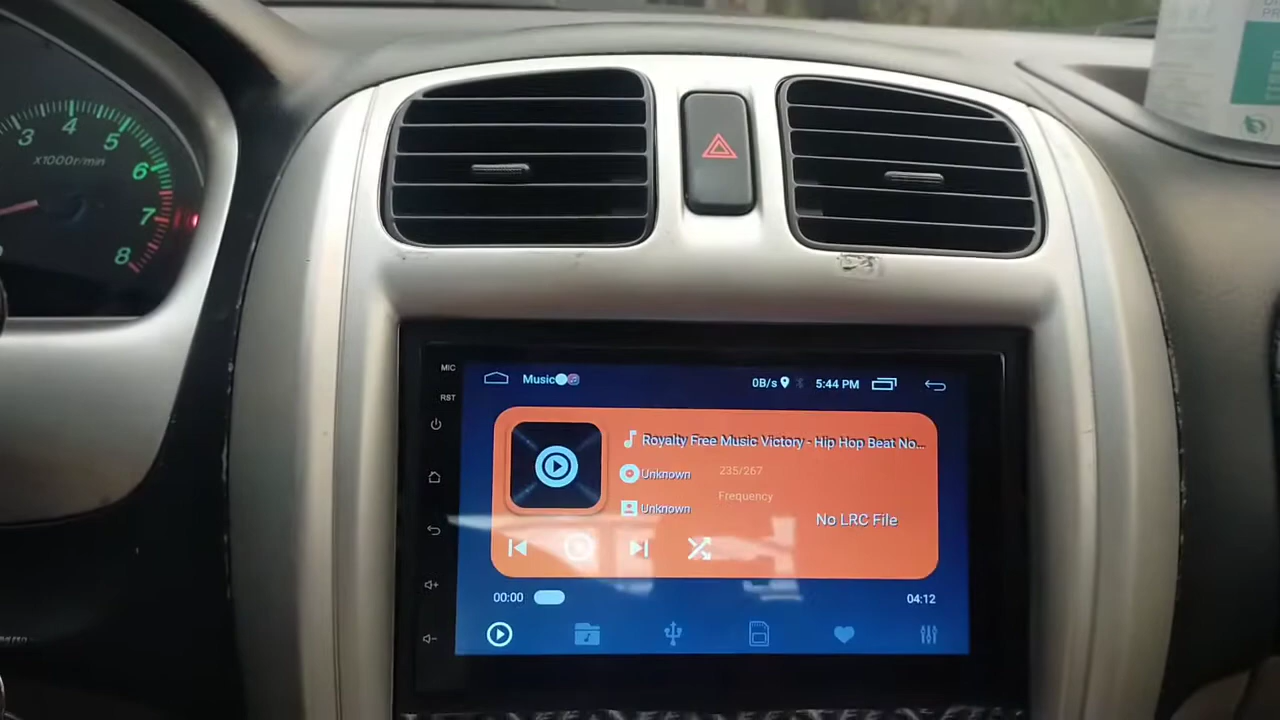 3
4
5
6
7
8
x1000r/min
MIC
RST
Music
0B/s
5:44 PM
Royalty Free Music Victory - Hip Hop Beat No...
Unknown
235/267
Unknown
Frequency
No LRC File
00:00
04:12